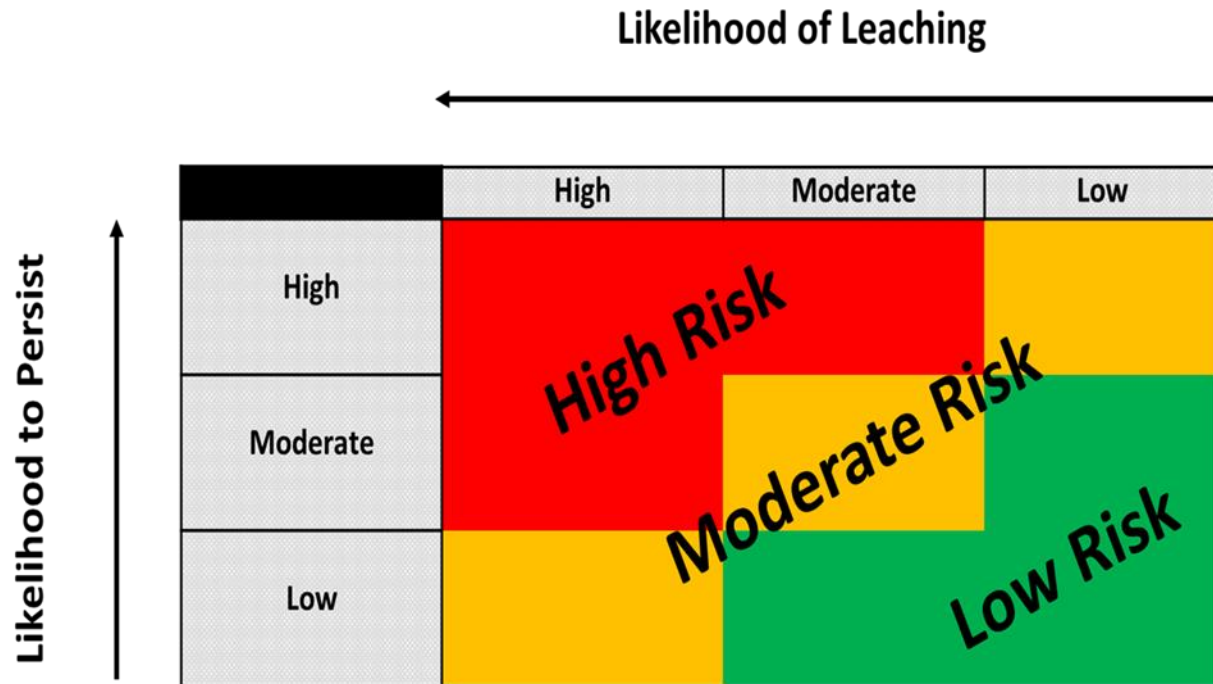 Likelihood of Leaching
High Moderate Low
Likelihood to Persist
High
Moderate
Low
High Risk
Moderate Risk
Low Risk